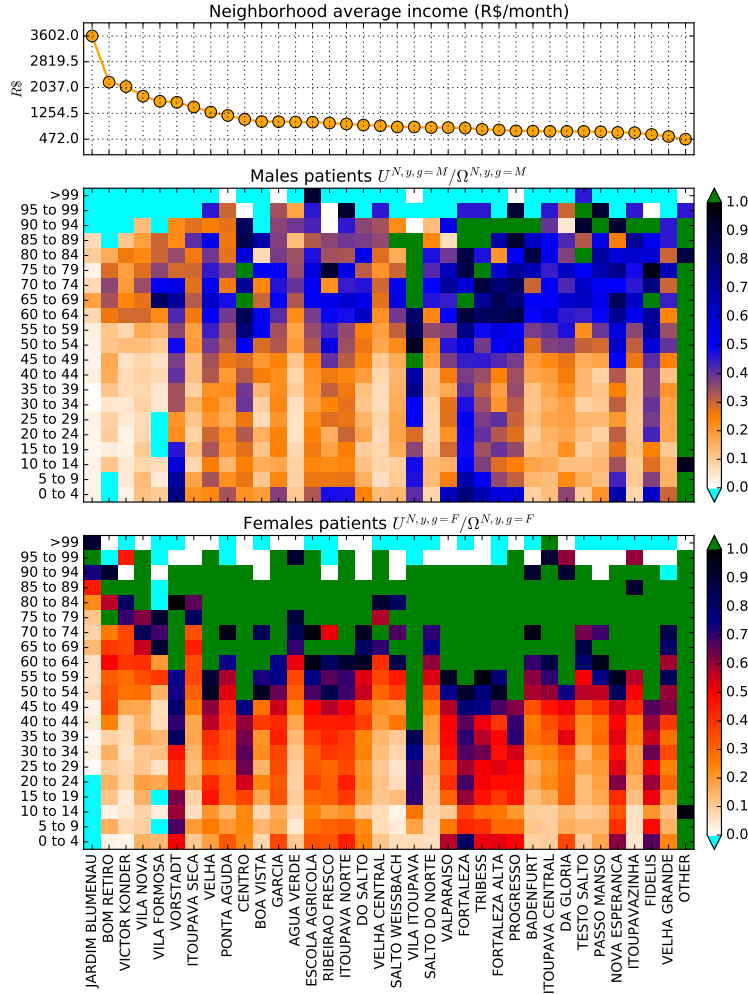 Neighborhood average income (R$/month)
3602.0
2819.5
2037.0
1254.5
472.0
R$
Males patients U^{N,y,g=M}/Ω^{N,y,g=M}
>99
95 to 99
90 to 94
85 to 89
80 to 84
75 to 79
70 to 74
65 to 69
60 to 64
55 to 59
50 to 54
45 to 49
40 to 44
35 to 39
30 to 34
25 to 29
20 to 24
15 to 19
10 to 14
5 to 9
0 to 4
1.0
0.9
0.8
0.7
0.6
0.5
0.4
0.3
0.2
0.1
0.0
Females patients U^{N,y,g=F}/Ω^{N,y,g=F}
>99
95 to 99
90 to 94
85 to 89
80 to 84
75 to 79
70 to 74
65 to 69
60 to 64
55 to 59
50 to 54
45 to 49
40 to 44
35 to 39
30 to 34
25 to 29
20 to 24
15 to 19
10 to 14
5 to 9
0 to 4
1.0
0.9
0.8
0.7
0.6
0.5
0.4
0.3
0.2
0.1
0.0
JARDIM BLUMENAU
BOM RETIRO
VICTOR KONDER
VILA NOVA
VILA FORMOSA
VORSTADT
ITOUPAVA SECA
VELHA
PONTA AGUDA
CENTRO
BOA VISTA
GARCIA
AGUA VERDE
ESCOLA AGRICOLA
RIBEIRAO FRESCO
ITOUPAVA NORTE
DO SALTO
VELHA CENTRAL
SALTO WEISSBACH
VILA ITOUPAVA
SALTO DO NORTE
VALPARAISO
FORTALEZA
TRIBESS
FORTALEZA ALTA
PROGRESSO
BADENFURT
ITOUPAVA CENTRAL
DA GLORIA
TESTO SALTO
PASSO MANSO
NOVA ESPERANCA
ITOUPAVAZINHA
FIDELIS
VELHA GRANDE
OTHER